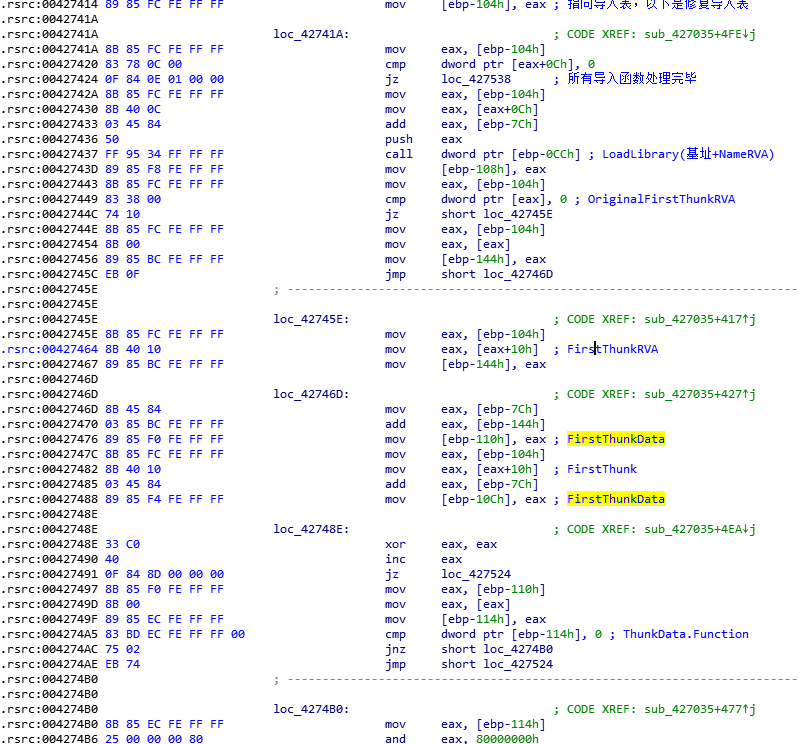 .rsrc:00427414 89 85 FC FE FF FF mov [ebp-104h], eax ; 指向导入表，以下是修复导入表
.rsrc:0042741A
.rsrc:0042741A loc_42741A: ; CODE XREF: sub_427035+4FE↓j
.rsrc:0042741A 8B 85 FC FE FF FF mov eax, [ebp-104h]
.rsrc:00427420 83 78 0C 00 cmp dword ptr [eax+0Ch], 0
.rsrc:00427424 0F 84 0E 01 00 00 jz loc_427538 ; 所有导入函数处理完毕
.rsrc:0042742A 8B 85 FC FE FF FF mov eax, [ebp-104h]
.rsrc:00427430 8B 40 0C mov eax, [eax+0Ch]
.rsrc:00427433 03 45 84 add eax, [ebp-7Ch]
.rsrc:00427436 50 push eax
.rsrc:00427437 FF 95 34 FF FF FF call dword ptr [ebp-0CCh] ; LoadLibrary(基址+NameRVA)
.rsrc:0042743D 89 85 F8 FE FF FF mov [ebp-108h], eax
.rsrc:00427443 8B 85 FC FE FF FF mov eax, [ebp-104h]
.rsrc:00427449 83 38 00 cmp dword ptr [eax], 0 ; OriginalFirstThunkRVA
.rsrc:0042744C 74 10 jz short loc_42745E
.rsrc:0042744E 8B 85 FC FE FF FF mov eax, [ebp-104h]
.rsrc:00427454 8B 00 mov eax, [eax]
.rsrc:00427456 89 85 BC FE FF FF mov [ebp-144h], eax
.rsrc:0042745C EB 0F jmp short loc_42746D
.rsrc:0042745E ; ---------------------------------------------------------------------------
.rsrc:0042745E
.rsrc:0042745E loc_42745E: ; CODE XREF: sub_427035+417↑j
.rsrc:0042745E 8B 85 FC FE FF FF mov eax, [ebp-104h]
.rsrc:00427464 8B 40 10 mov eax, [eax+10h] ; FirstThunkRVA
.rsrc:00427467 89 85 BC FE FF FF mov [ebp-144h], eax
.rsrc:0042746D
.rsrc:0042746D loc_42746D: ; CODE XREF: sub_427035+427↑j
.rsrc:0042746D 8B 45 84 mov eax, [ebp-7Ch]
.rsrc:00427470 03 85 BC FE FF FF add eax, [ebp-144h]
.rsrc:00427476 89 85 F0 FE FF FF mov [ebp-110h], eax ; FirstThunkData
.rsrc:0042747C 8B 85 FC FE FF FF mov eax, [ebp-104h]
.rsrc:00427482 8B 40 10 mov eax, [eax+10h] ; FirstThunk
.rsrc:00427485 03 45 84 add eax, [ebp-7Ch]
.rsrc:00427488 89 85 F4 FE FF FF mov [ebp-10Ch], eax ; FirstThunkData
.rsrc:0042748E
.rsrc:0042748E loc_42748E: ; CODE XREF: sub_427035+4EA↓j
.rsrc:0042748E 33 C0 xor eax, eax
.rsrc:00427490 40 inc eax
.rsrc:00427491 0F 84 8D 00 00 00 jz loc_427524
.rsrc:00427497 8B 85 F0 FE FF FF mov eax, [ebp-110h]
.rsrc:0042749D 8B 00 mov eax, [eax]
.rsrc:0042749F 89 85 EC FE FF FF mov [ebp-114h], eax
.rsrc:004274A5 83 BD EC FE FF FF 00 cmp dword ptr [ebp-114h], 0 ; ThunkData.Function
.rsrc:004274AC 75 02 jnz short loc_4274B0
.rsrc:004274AE EB 74 jmp short loc_427524
.rsrc:004274B0 ; ---------------------------------------------------------------------------
.rsrc:004274B0
.rsrc:004274B0 loc_4274B0: ; CODE XREF: sub_427035+477↑j
.rsrc:004274B0 8B 85 EC FE FF FF mov eax, [ebp-114h]
.rsrc:004274B6 25 00 00 00 80 and eax, 80000000h